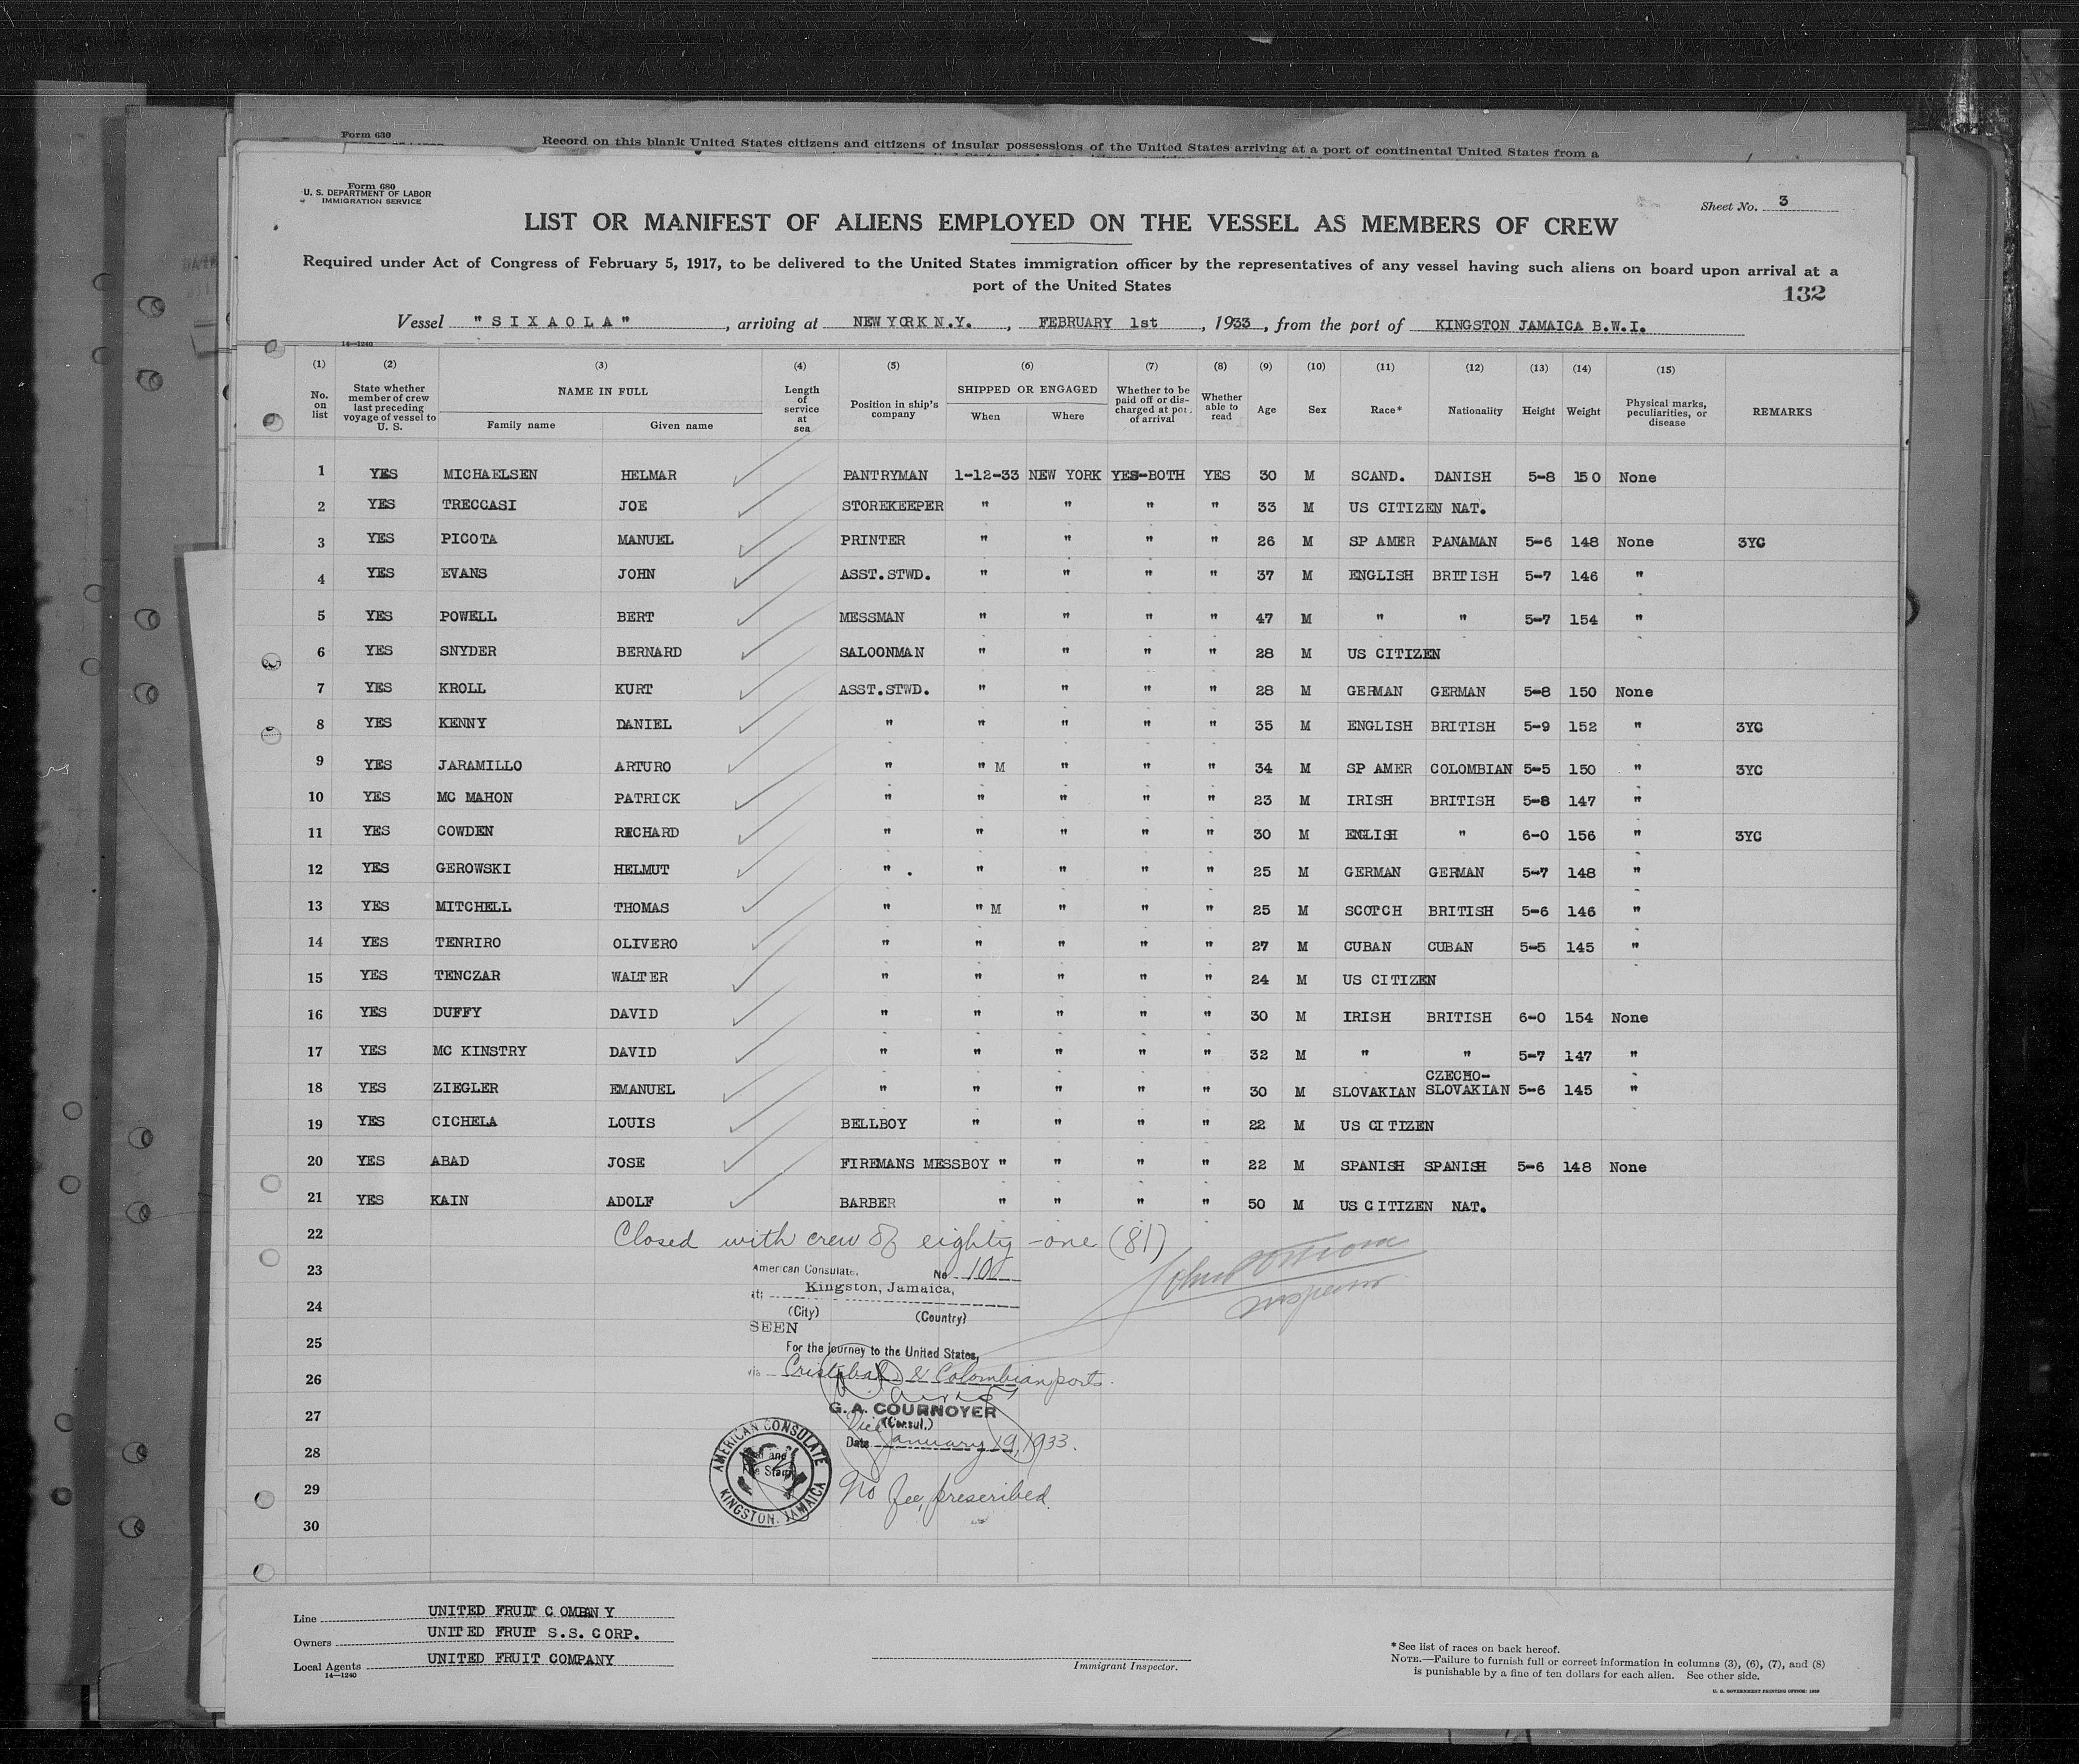 Form 630
Record on this blank United States citizens and citizens of insular possessions of the United States arriving at a port of continental United States from a
Form 680
U. S. DEPARTMENT OF LABOR
IMMIGRATION SERVICE
Sheet No. 3
LIST OR MANIFEST OF ALIENS EMPLOYED ON THE VESSEL AS MEMBERS OF CREW
Required under Act of Congress of February 5, 1917, to be delivered to the United States immigration officer by the representatives of any vessel having such aliens on board upon arrival at a
port of the United States
132
Vessel "SIXAOLA", arriving at NEW YORK N.Y., FEBRUARY 1st, 1933, from the port of KINGSTON JAMAICA B.W.I.
14—1240
(1) (2) (3) (4) (5) (6) (7) (8) (9) (10) (11) (12) (13) (14) (15)
No. on list
State whether member of crew last preceding voyage of vessel to U. S.
NAME IN FULL
Family name Given name
Length of service at sea
Position in ship's company
SHIPPED OR ENGAGED
When Where
Whether to be paid off or discharged at port of arrival
Whether able to read
Age Sex Race* Nationality Height Weight
Physical marks, peculiarities, or disease
REMARKS
1 YES MICHAELSEN HELMAR PANTRYMAN 1-12-33 NEW YORK YES-BOTH YES 30 M SCAND. DANISH 5-8 150 None
2 YES TRECCASI JOE STOREKEEPER " " " " 33 M US CITIZEN NAT.
3 YES PICOTA MANUEL PRINTER " " " " 26 M SP AMER PANAMAN 5-6 148 None 3YC
4 YES EVANS JOHN ASST.STWD. " " " " 37 M ENGLISH BRITISH 5-7 146 "
5 YES POWELL BERT MESSMAN " " " " 47 M " " 5-7 154 "
6 YES SNYDER BERNARD SALOONMAN " " " " 28 M US CITIZEN
7 YES KROLL KURT ASST.STWD. " " " " 28 M GERMAN GERMAN 5-8 150 None
8 YES KENNY DANIEL " " " " " 35 M ENGLISH BRITISH 5-9 152 " 3YC
9 YES JARAMILLO ARTURO " " M " " " 34 M SP AMER COLOMBIAN 5-5 150 " 3YC
10 YES MC MAHON PATRICK " " " " " 23 M IRISH BRITISH 5-8 147 "
11 YES COWDEN RICHARD " " " " " 30 M ENGLISH " 6-0 156 " 3YC
12 YES GEROWSKI HELMUT " . " " " " 25 M GERMAN GERMAN 5-7 148 "
13 YES MITCHELL THOMAS " " M " " " 25 M SCOTCH BRITISH 5-6 146 "
14 YES TENRIRO OLIVERO " " " " " 27 M CUBAN CUBAN 5-5 145 "
15 YES TENCZAR WALTER " " " " " 24 M US CITIZEN
16 YES DUFFY DAVID " " " " " 30 M IRISH BRITISH 6-0 154 None
17 YES MC KINSTRY DAVID " " " " " 32 M " " 5-7 147 "
18 YES ZIEGLER EMANUEL " " " " " 30 M SLOVAKIAN CZECHO-SLOVAKIAN 5-6 145 "
19 YES CICHELA LOUIS BELLBOY " " " " 22 M US CITIZEN
20 YES ABAD JOSE FIREMANS MESSBOY " " " " 22 M SPANISH SPANISH 5-6 148 None
21 YES KAIN ADOLF BARBER " " " " 50 M US CITIZEN NAT.
22 Closed with crew of eighty-one (81)
23 American Consulate, No 10
at Kingston, Jamaica,
24 (City) (Country)
SEEN
25 For the journey to the United States,
26 via Cristobal & Colombian ports.
27 G. A. COURNOYER
Vice (Consul.)
28 Date January 19, 1933.
AMERICAN CONSULATE
KINGSTON, JAMAICA
29 No fee prescribed.
30
Inspector
Line UNITED FRUIT COMPANY
Owners UNITED FRUIT S.S. CORP.
Local Agents UNITED FRUIT COMPANY
14—1240
Immigrant Inspector.
*See list of races on back hereof.
NOTE.—Failure to furnish full or correct information in columns (3), (6), (7), and (8)
is punishable by a fine of ten dollars for each alien. See other side.
U. S. GOVERNMENT PRINTING OFFICE: 1932